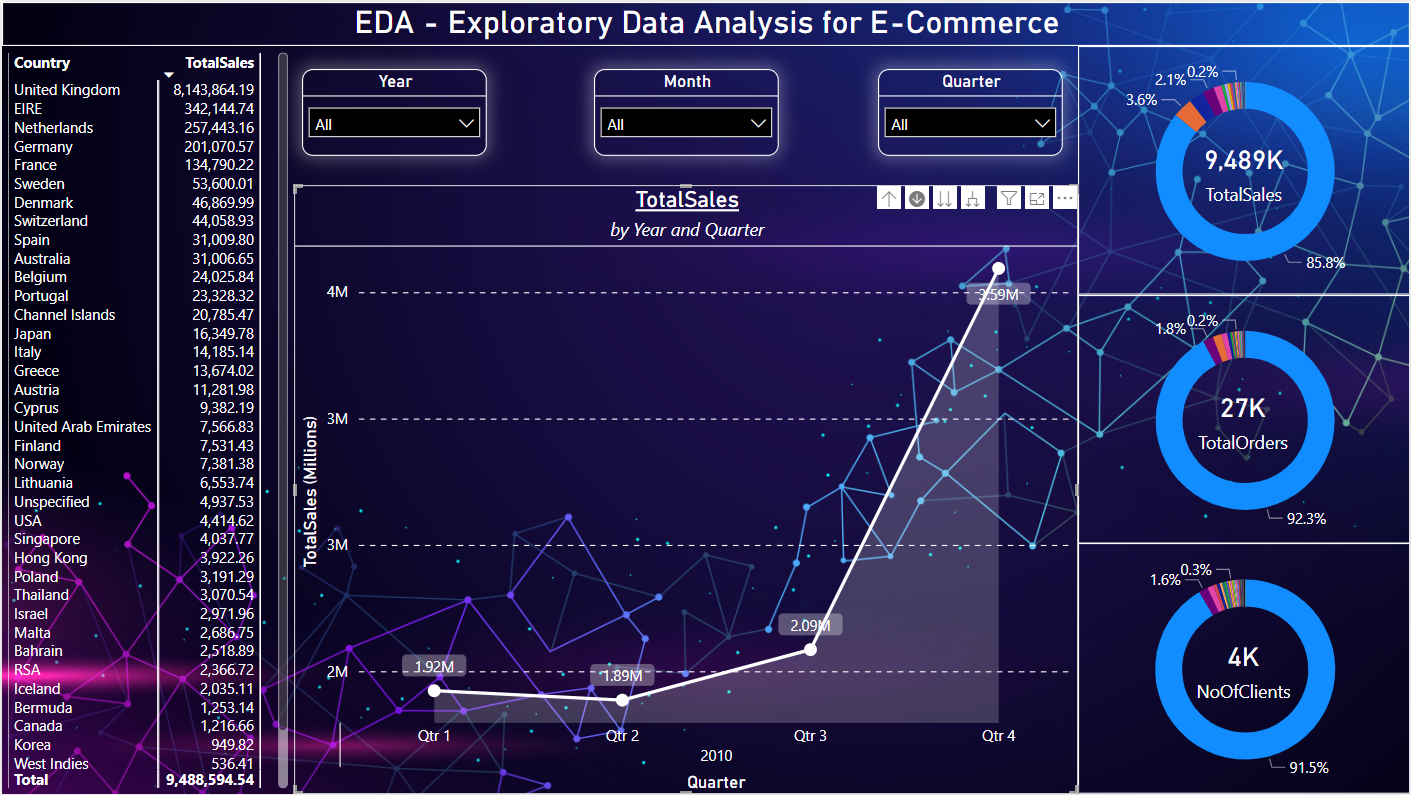 EDA - Exploratory Data Analysis for E-Commerce
Country TotalSales
United Kingdom 8,143,864.19
EIRE 342,144.74
Netherlands 257,443.16
Germany 201,070.57
France 134,790.22
Sweden 53,600.01
Denmark 46,869.99
Switzerland 44,058.93
Spain 31,009.80
Australia 31,006.65
Belgium 24,025.84
Portugal 23,328.32
Channel Islands 20,785.47
Japan 16,349.78
Italy 14,185.14
Greece 13,674.02
Austria 11,281.98
Cyprus 9,382.19
United Arab Emirates 7,566.83
Finland 7,531.43
Norway 7,381.38
Lithuania 6,553.74
Unspecified 4,937.53
USA 4,414.62
Singapore 4,037.77
Hong Kong 3,922.26
Poland 3,191.29
Thailand 3,070.54
Israel 2,971.96
Malta 2,686.75
Bahrain 2,518.89
RSA 2,366.72
Iceland 2,035.11
Bermuda 1,253.14
Canada 1,216.66
Korea 949.82
West Indies 536.41
Total 9,488,594.54
Year
All
Month
All
Quarter
All
TotalSales
by Year and Quarter
TotalSales (Millions)
4M
3M
3M
2M
1.92M
1.89M
2.09M
3.59M
Qtr 1 Qtr 2 Qtr 3 Qtr 4
2010
Quarter
2.1% 0.2%
3.6%
9,489K
TotalSales
85.8%
1.8% 0.2%
27K
TotalOrders
92.3%
1.6% 0.3%
4K
NoOfClients
91.5%